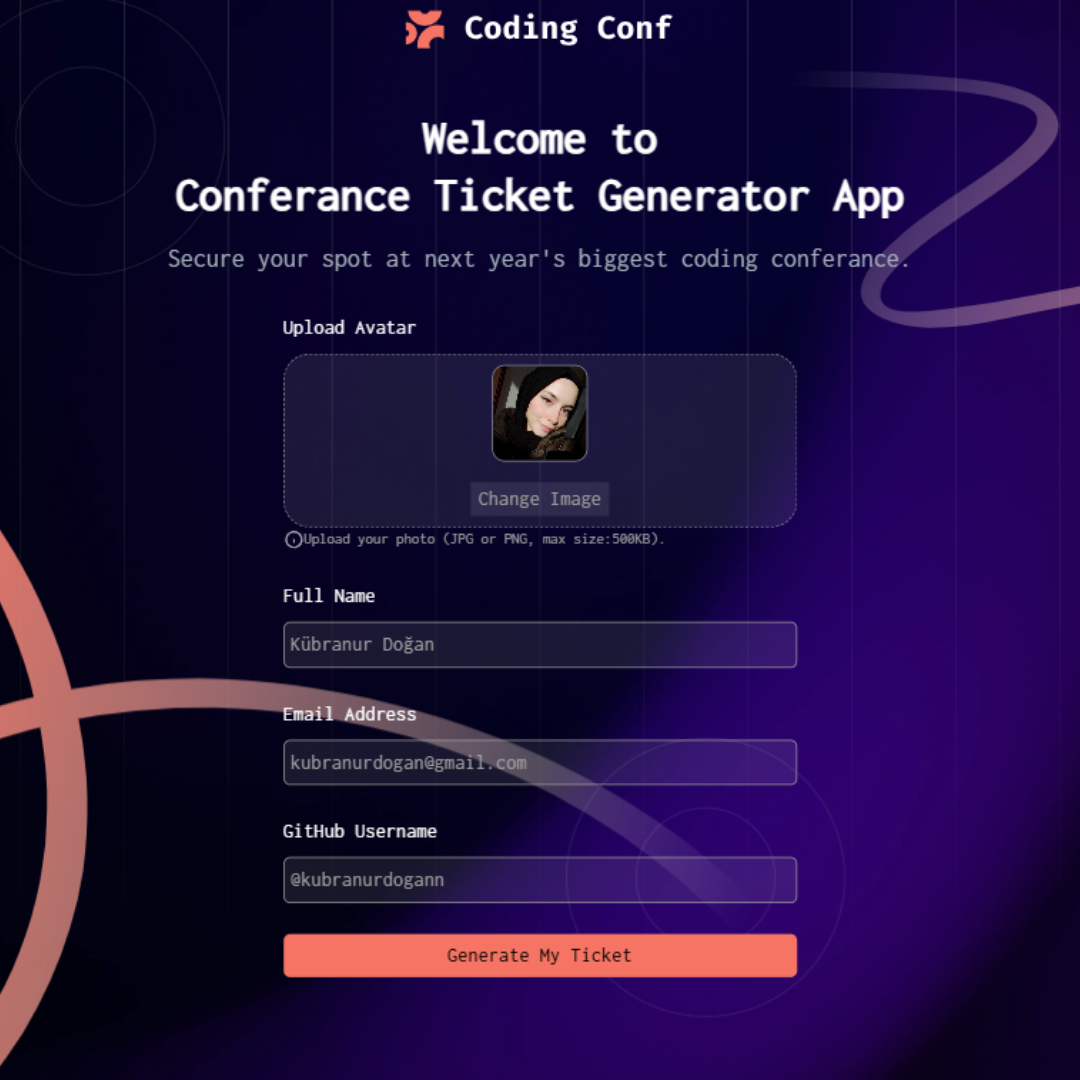 Coding Conf
Welcome to
Conferance Ticket Generator App
Secure your spot at next year's biggest coding conferance.
Upload Avatar
Change Image
Upload your photo (JPG or PNG, max size:500KB).
Full Name
Kübranur Doğan
Email Address
kubranurdogan@gmail.com
GitHub Username
@kubranurdogann
Generate My Ticket